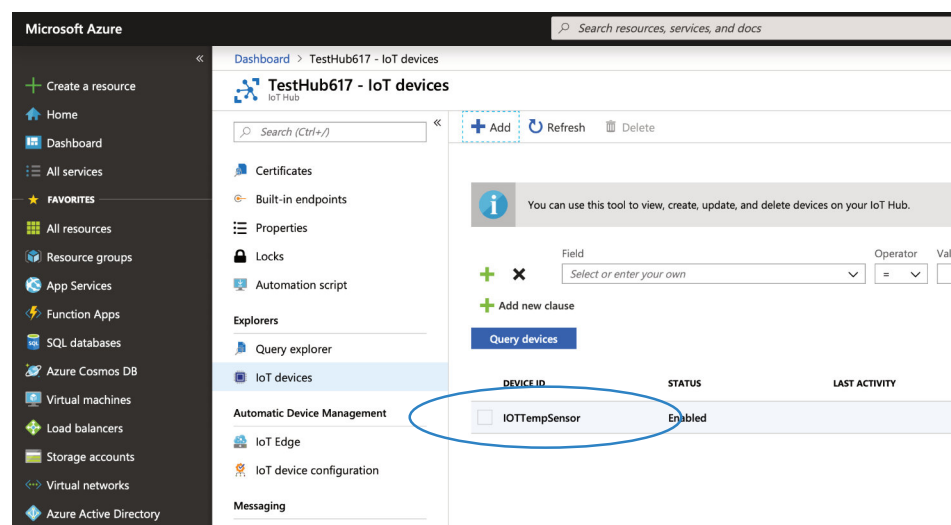 Microsoft Azure
Search resources, services, and docs
Create a resource
Home
Dashboard
All services
FAVORITES
All resources
Resource groups
App Services
Function Apps
SQL databases
Azure Cosmos DB
Virtual machines
Load balancers
Storage accounts
Virtual networks
Azure Active Directory
Dashboard > TestHub617 - IoT devices
TestHub617 - IoT devices
IoT Hub
Search (Ctrl+/)
Certificates
Built-in endpoints
Properties
Locks
Automation script
Explorers
Query explorer
IoT devices
Automatic Device Management
IoT Edge
IoT device configuration
Messaging
Add Refresh Delete
You can use this tool to view, create, update, and delete devices on your IoT Hub.
Field Operator Val
Select or enter your own =
Add new clause
Query devices
DEVICE ID STATUS LAST ACTIVITY
IOTTempSensor Enabled